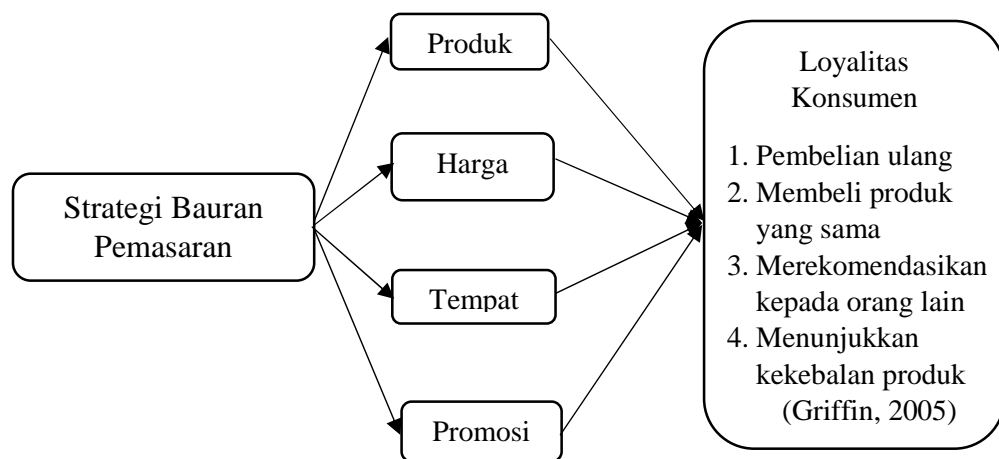 Strategi Bauran
Pemasaran
Produk
Harga
Tempat
Promosi
Loyalitas
Konsumen
1. Pembelian ulang
2. Membeli produk
yang sama
3. Merekomendasikan
kepada orang lain
4. Menunjukkan
kekebalan produk
(Griffin, 2005)